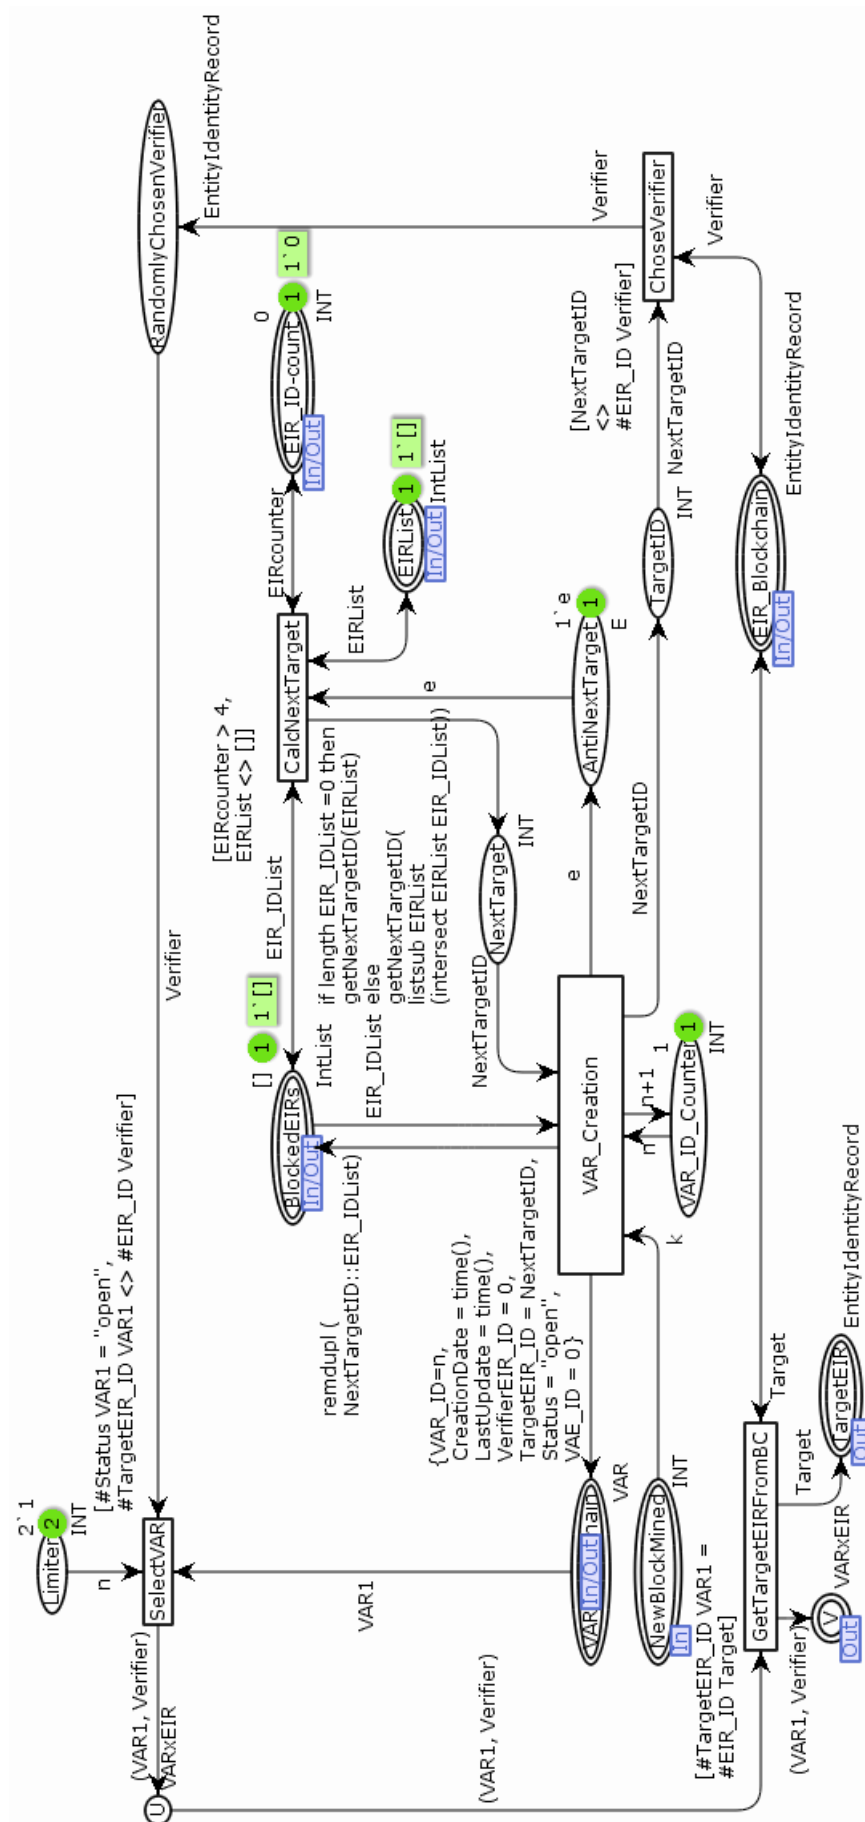 RandomlyChosenVerifier
EntityIdentityRecord
Verifier
ChoseVerifier
Verifier
0
1`0
1
EIR_ID-count
INT
In/Out
[NextTargetID
<>
#EIR_ID Verifier]
NextTargetID
EIRcounter
1`[]
1
EIRList
IntList
In/Out
EIRList
TargetID
INT
EIR_Blockchain
In/Out
EntityIdentityRecord
[EIRcounter > 4,
EIRList <> []]
CalcNextTarget
e
1`e
1
E
AntiNextTarget
EIR_IDList
if length EIR_IDList =0 then
getNextTargetID(EIRList)
else
getNextTargetID(
listsub EIRList
(intersect EIRList EIR_IDList))
NextTarget
INT
e
NextTargetID
Verifier
[]
1
1`[]
BlockedEIRs
In/Out
IntList
EIR_IDList
NextTargetID
VAR_Creation
n+1
n
1
1
VAR_ID_Counter
INT
remdupl (
NextTargetID::EIR_IDList)
k
{VAR_ID=n,
CreationDate = time(),
LastUpdate = time(),
VerifierEIR_ID = 0,
TargetEIR_ID = NextTargetID,
Status = "open",
VAE_ID = 0}
[#Status VAR1 = "open",
#TargetEIR_ID VAR1 <> #EIR_ID Verifier]
2`1
2
Limiter
INT
n
SelectVAR
VAR1
VAR
hain
In/Out
VAR
NewBlockMined
In
INT
Target
TargetEIR
Out
EntityIdentityRecord
Target
GetTargetEIRFromBC
[#TargetEIR_ID VAR1 =
#EIR_ID Target]
V
Out
VARxEIR
(VAR1, Verifier)
(VAR1, Verifier)
(VAR1, Verifier)
VARxEIR
U